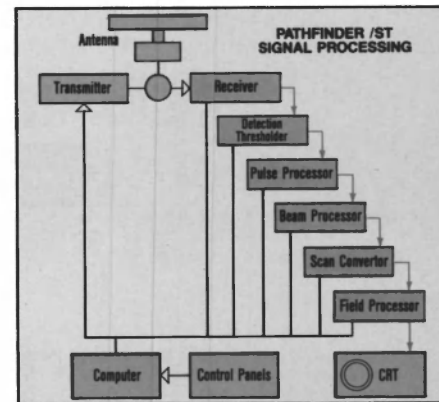 PATHFINDER /ST
SIGNAL PROCESSING
Antenna
Transmitter
Receiver
Detection
Thresholder
Pulse Processor
Beam Processor
Scan Convertor
Field Processor
Computer
Control Panels
CRT